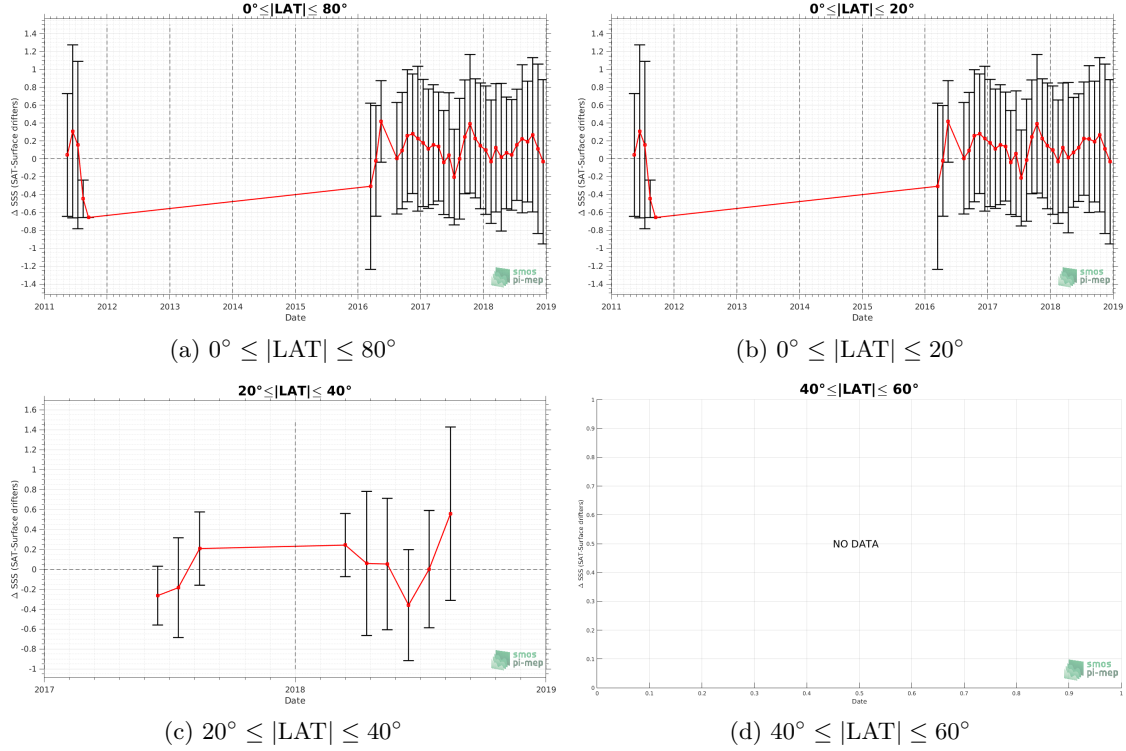 0°≤|LAT|≤ 80°
Δ SSS (SAT-Surface drifters)
1.4
1.2
1
0.8
0.6
0.4
0.2
0
-0.2
-0.4
-0.6
-0.8
-1
-1.2
-1.4
2011 2012 2013 2014 2015 2016 2017 2018 2019
Date
smos
pi-mep
(a) 0° ≤ |LAT| ≤ 80°
0°≤|LAT|≤ 20°
Δ SSS (SAT-Surface drifters)
1.4
1.2
1
0.8
0.6
0.4
0.2
0
-0.2
-0.4
-0.6
-0.8
-1
-1.2
-1.4
2011 2012 2013 2014 2015 2016 2017 2018 2019
Date
smos
pi-mep
(b) 0° ≤ |LAT| ≤ 20°
20°≤|LAT|≤ 40°
Δ SSS (SAT-Surface drifters)
1.6
1.4
1.2
1
0.8
0.6
0.4
0.2
0
-0.2
-0.4
-0.6
-0.8
-1
2017 2018 2019
Date
smos
pi-mep
(c) 20° ≤ |LAT| ≤ 40°
40°≤|LAT|≤ 60°
Δ SSS (SAT-Surface drifters)
1
0.9
0.8
0.7
0.6
0.5
0.4
0.3
0.2
0.1
0
NO DATA
0 0.1 0.2 0.3 0.4 0.5 0.6 0.7 0.8 0.9 1
Date
smos
pi-mep
(d) 40° ≤ |LAT| ≤ 60°